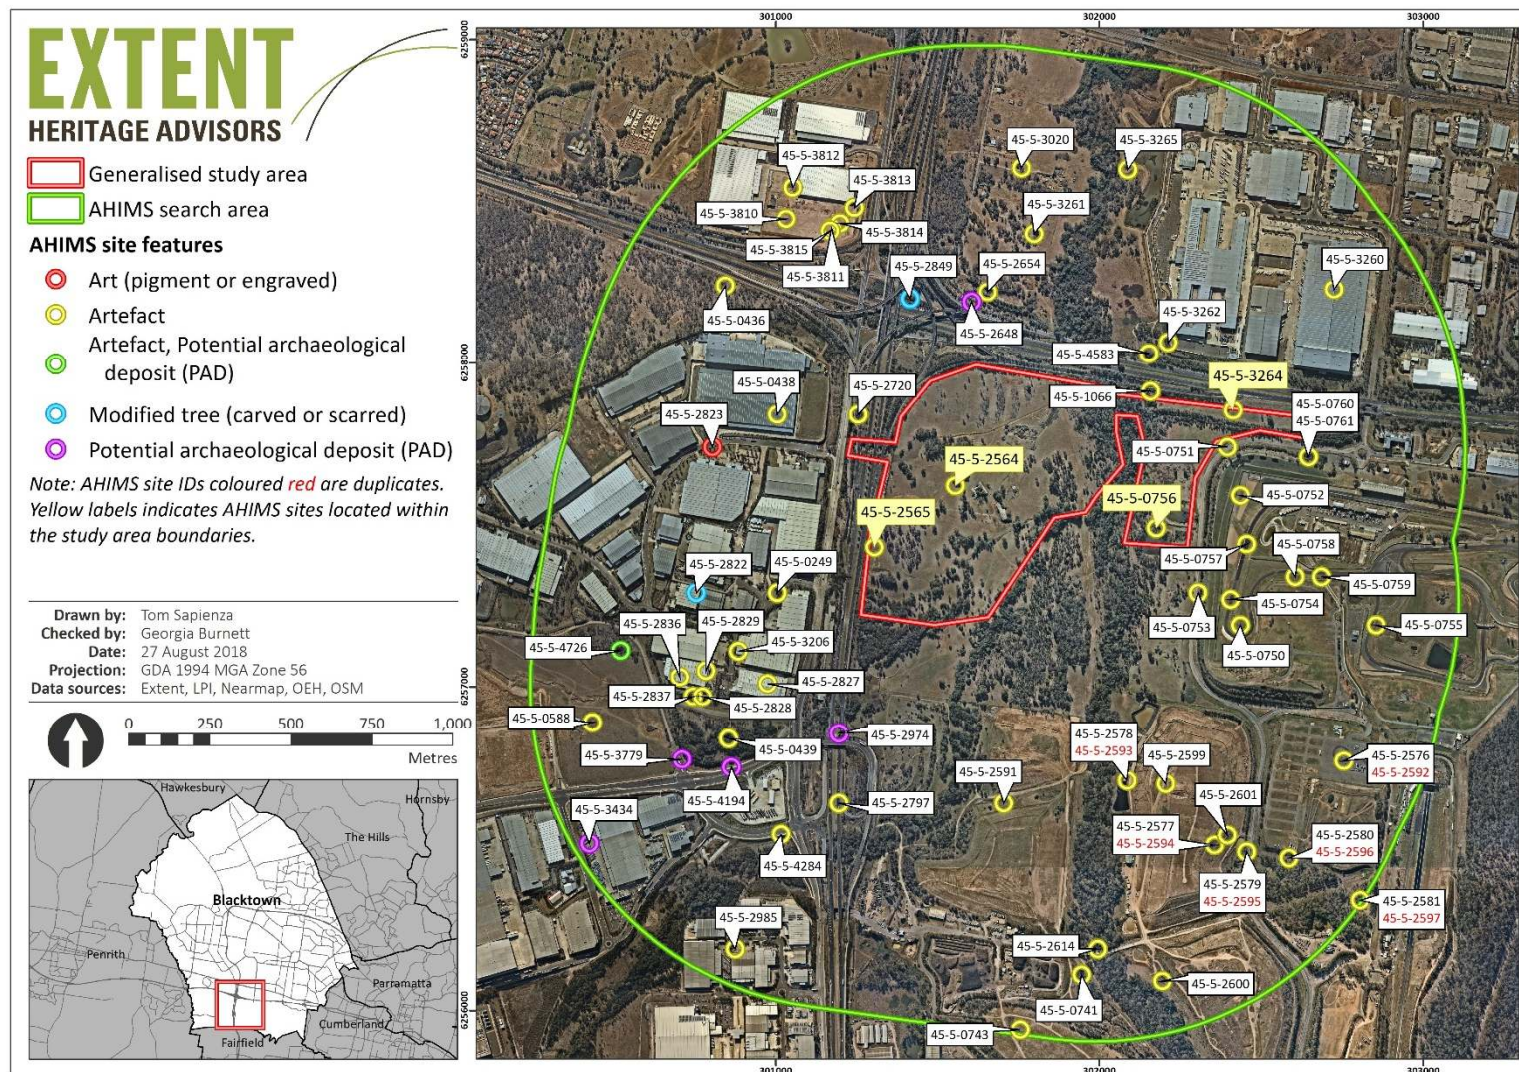 EXTENT
HERITAGE ADVISORS
Generalised study area
AHIMS search area
AHIMS site features
Art (pigment or engraved)
Artefact
Artefact, Potential archaeological
deposit (PAD)
Modified tree (carved or scarred)
Potential archaeological deposit (PAD)
Note: AHIMS site IDs coloured red are duplicates.
Yellow labels indicates AHIMS sites located within
the study area boundaries.
Drawn by: Tom Sapienza
Checked by: Georgia Burnett
Date: 27 August 2018
Projection: GDA 1994 MGA Zone 56
Data sources: Extent, LPI, Nearmap, OEH, OSM
0 250 500 750 1,000
Metres
Hawkesbury
Hornsby
The Hills
Blacktown
Penrith
Parramatta
Cumberland
Fairfield
301000 302000 303000
6259000
6258000
6257000
6256000
45-5-3812
45-5-3020
45-5-3265
45-5-3813
45-5-3810
45-5-3261
45-5-3814
45-5-3815
45-5-3811
45-5-2849
45-5-2654
45-5-3260
45-5-0436
45-5-2648
45-5-3262
45-5-4583
45-5-0438
45-5-2720
45-5-3264
45-5-1066
45-5-0760
45-5-0761
45-5-2823
45-5-0751
45-5-2564
45-5-0752
45-5-0756
45-5-2565
45-5-0757
45-5-0758
45-5-2822
45-5-0249
45-5-0759
45-5-0754
45-5-2836
45-5-2829
45-5-0753
45-5-0755
45-5-4726
45-5-3206
45-5-0750
45-5-2827
45-5-2837
45-5-2828
45-5-0588
45-5-2974
45-5-2578
45-5-2593
45-5-2599
45-5-0439
45-5-2576
45-5-2592
45-5-3779
45-5-4194
45-5-2591
45-5-2797
45-5-2601
45-5-3434
45-5-2577
45-5-2594
45-5-2580
45-5-2596
45-5-4284
45-5-2579
45-5-2595
45-5-2581
45-5-2597
45-5-2985
45-5-2614
45-5-2600
45-5-0741
45-5-0743
301000 302000 303000